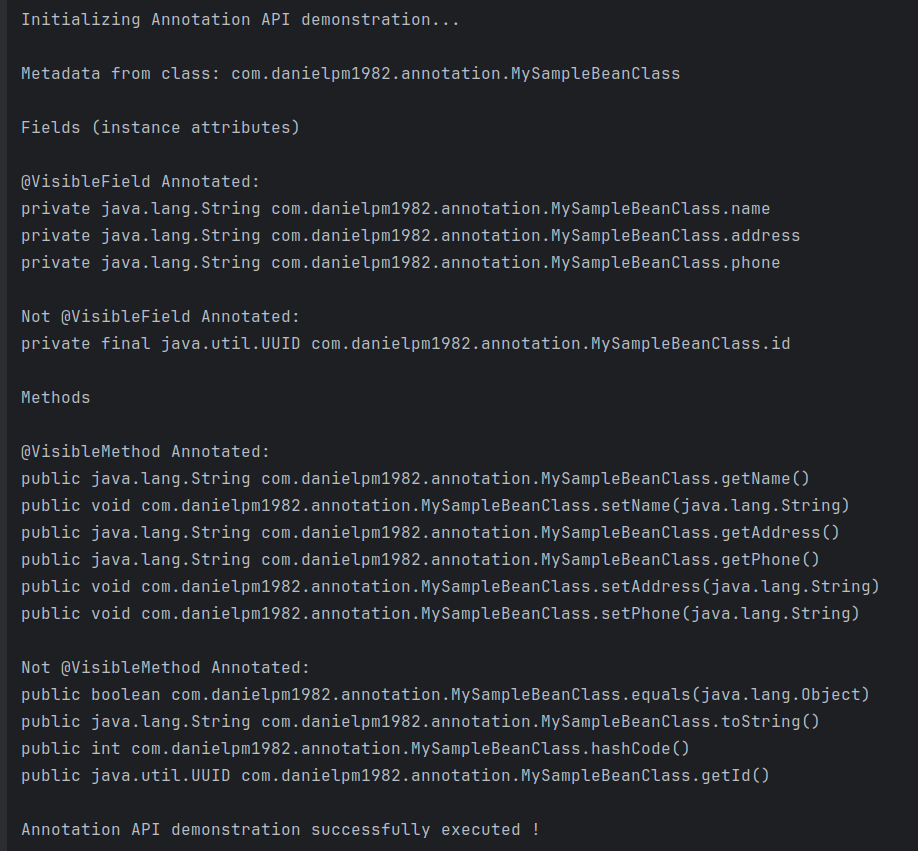 Initializing Annotation API demonstration...
Metadata from class: com.danielpm1982.annotation.MySampleBeanClass
Fields (instance attributes)
@VisibleField Annotated:
private java.lang.String com.danielpm1982.annotation.MySampleBeanClass.name
private java.lang.String com.danielpm1982.annotation.MySampleBeanClass.address
private java.lang.String com.danielpm1982.annotation.MySampleBeanClass.phone
Not @VisibleField Annotated:
private final java.util.UUID com.danielpm1982.annotation.MySampleBeanClass.id
Methods
@VisibleMethod Annotated:
public java.lang.String com.danielpm1982.annotation.MySampleBeanClass.getName()
public void com.danielpm1982.annotation.MySampleBeanClass.setName(java.lang.String)
public java.lang.String com.danielpm1982.annotation.MySampleBeanClass.getAddress()
public java.lang.String com.danielpm1982.annotation.MySampleBeanClass.getPhone()
public void com.danielpm1982.annotation.MySampleBeanClass.setAddress(java.lang.String)
public void com.danielpm1982.annotation.MySampleBeanClass.setPhone(java.lang.String)
Not @VisibleMethod Annotated:
public boolean com.danielpm1982.annotation.MySampleBeanClass.equals(java.lang.Object)
public java.lang.String com.danielpm1982.annotation.MySampleBeanClass.toString()
public int com.danielpm1982.annotation.MySampleBeanClass.hashCode()
public java.util.UUID com.danielpm1982.annotation.MySampleBeanClass.getId()
Annotation API demonstration successfully executed !